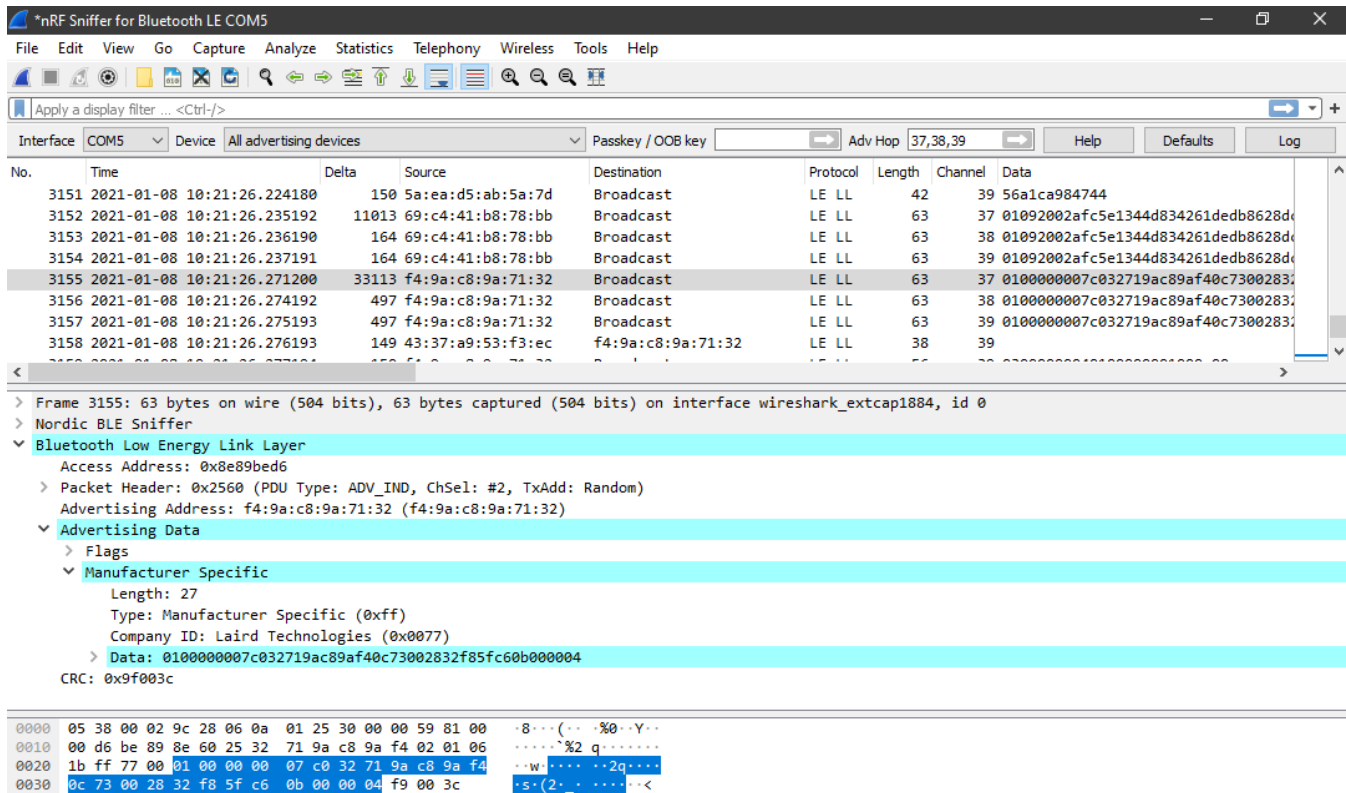 *nRF Sniffer for Bluetooth LE COM5
File Edit View Go Capture Analyze Statistics Telephony Wireless Tools Help
Apply a display filter ... <Ctrl-/>
Interface COM5 Device All advertising devices Passkey / OOB key Adv Hop 37,38,39 Help Defaults Log
No. Time Delta Source Destination Protocol Length Channel Data
3151 2021-01-08 10:21:26.224180 150 5a:ea:d5:ab:5a:7d Broadcast LE LL 42 39 56a1ca984744
3152 2021-01-08 10:21:26.235192 11013 69:c4:41:b8:78:bb Broadcast LE LL 63 37 01092002afc5e1344d834261dedb8628d
3153 2021-01-08 10:21:26.236190 164 69:c4:41:b8:78:bb Broadcast LE LL 63 38 01092002afc5e1344d834261dedb8628d
3154 2021-01-08 10:21:26.237191 164 69:c4:41:b8:78:bb Broadcast LE LL 63 39 01092002afc5e1344d834261dedb8628d
3155 2021-01-08 10:21:26.271200 33113 f4:9a:c8:9a:71:32 Broadcast LE LL 63 37 0100000007c032719ac89af40c73002832
3156 2021-01-08 10:21:26.274192 497 f4:9a:c8:9a:71:32 Broadcast LE LL 63 38 0100000007c032719ac89af40c73002832
3157 2021-01-08 10:21:26.275193 497 f4:9a:c8:9a:71:32 Broadcast LE LL 63 39 0100000007c032719ac89af40c73002832
3158 2021-01-08 10:21:26.276193 149 43:37:a9:53:f3:ec f4:9a:c8:9a:71:32 LE LL 38 39
Frame 3155: 63 bytes on wire (504 bits), 63 bytes captured (504 bits) on interface wireshark_extcap1884, id 0
Nordic BLE Sniffer
Bluetooth Low Energy Link Layer
Access Address: 0x8e89bed6
Packet Header: 0x2560 (PDU Type: ADV_IND, ChSel: #2, TxAdd: Random)
Advertising Address: f4:9a:c8:9a:71:32 (f4:9a:c8:9a:71:32)
Advertising Data
Flags
Manufacturer Specific
Length: 27
Type: Manufacturer Specific (0xff)
Company ID: Laird Technologies (0x0077)
Data: 0100000007c032719ac89af40c73002832f85fc60b000004
CRC: 0x9f003c
0000 05 38 00 02 9c 28 06 0a 01 25 30 00 00 59 81 00 ·8···(·· ·%0··Y··
0010 00 d6 be 89 8e 60 25 32 71 9a c8 9a f4 02 01 06 ·····`%2 q·······
0020 1b ff 77 00 01 00 00 00 07 c0 32 71 9a c8 9a f4 ··w····· ··2q····
0030 0c 73 00 28 32 f8 5f c6 0b 00 00 04 f9 00 3c ·s·(2·_· ······<